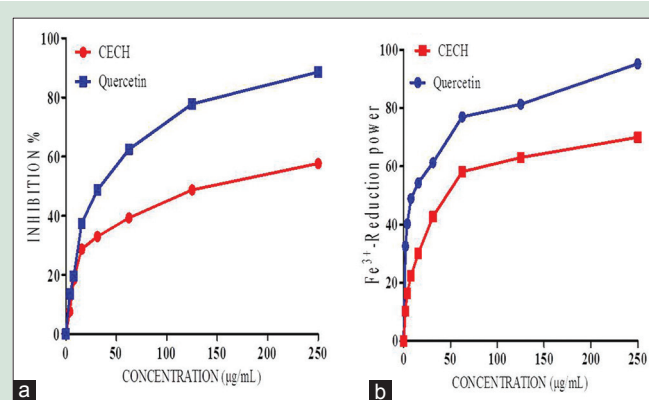 100
80
60
40
20
0
INHIBITION %
CECH
Quercetin
0 50 100 150 200 250
CONCENTRATION (µg/mL)
a
100
80
60
40
20
0
Fe³⁺-Reduction power
CECH
Quercetin
0 50 100 150 200 250
CONCENTRATION (µg/mL)
b